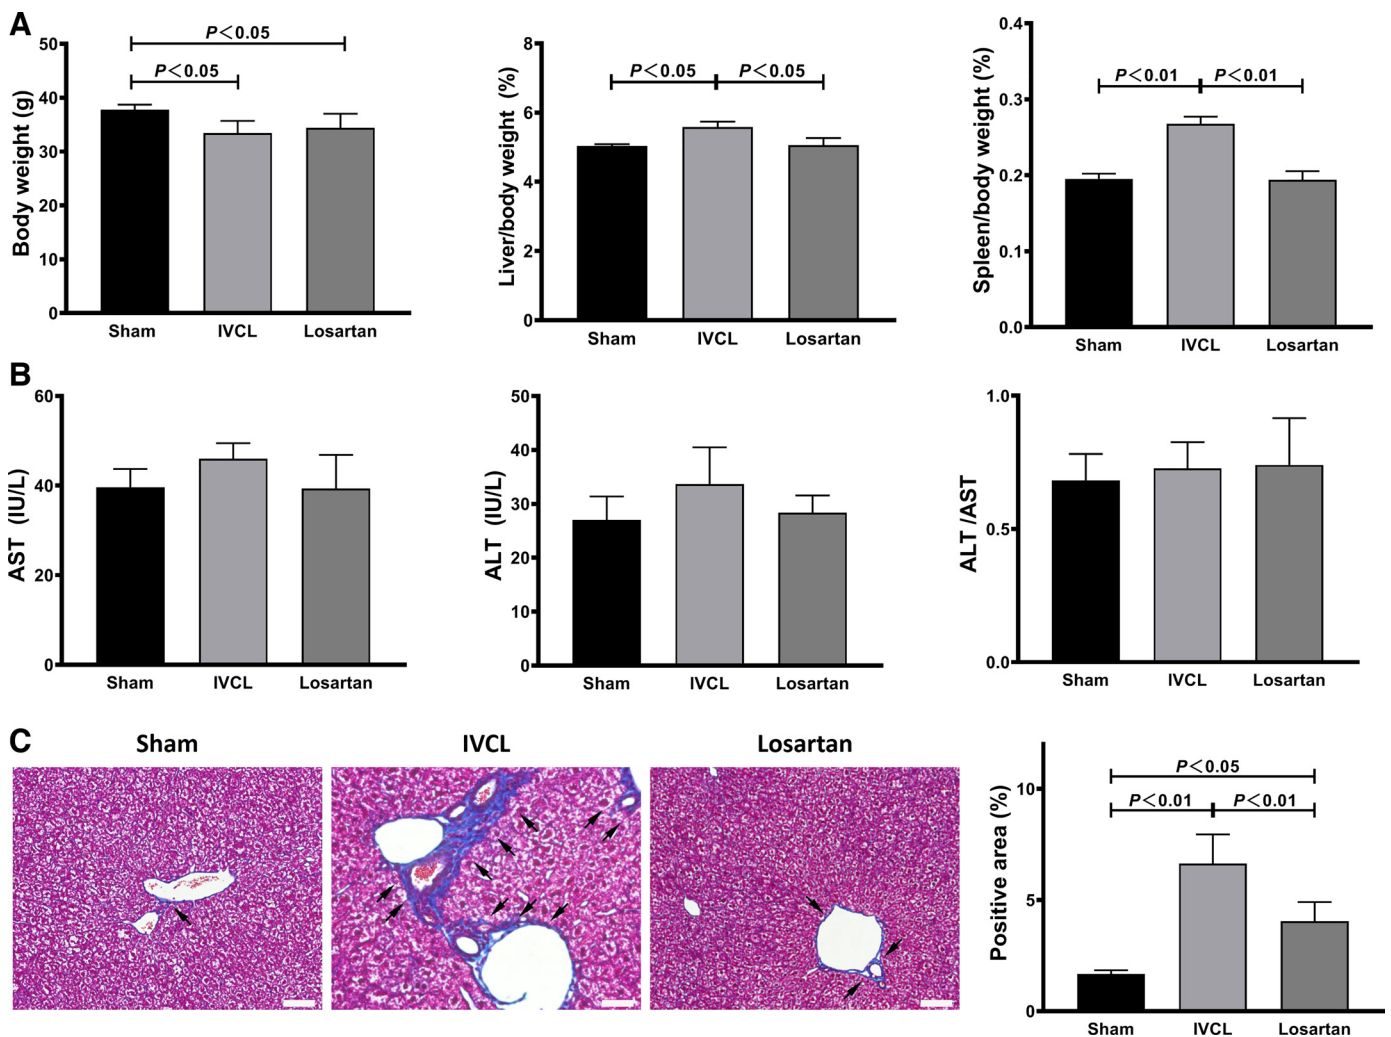 A
Body weight (g)
50
40
30
20
10
0
P<0.05
P<0.05
Sham IVCL Losartan
Liver/body weight (%)
8
6
4
2
0
P<0.05 P<0.05
Sham IVCL Losartan
Spleen/body weight (%)
0.4
0.3
0.2
0.1
0.0
P<0.01 P<0.01
Sham IVCL Losartan
B
AST (IU/L)
60
40
20
0
Sham IVCL Losartan
ALT (IU/L)
50
40
30
20
10
0
Sham IVCL Losartan
ALT /AST
1.0
0.5
0.0
Sham IVCL Losartan
C
Sham IVCL Losartan
Positive area (%)
10
5
0
P<0.05
P<0.01 P<0.01
Sham IVCL Losartan